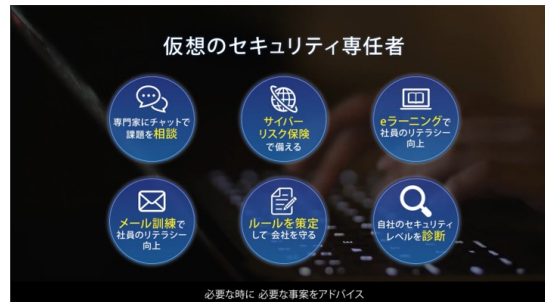 仮想のセキュリティ専任者
専門家にチャットで
課題を相談
サイバー
リスク保険
で備える
eラーニングで
社員のリテラシー
向上
メール訓練で
社員のリテラシー
向上
ルールを策定
して 会社を守る
自社のセキュリティ
レベルを診断
必要な時に 必要な事案をアドバイス